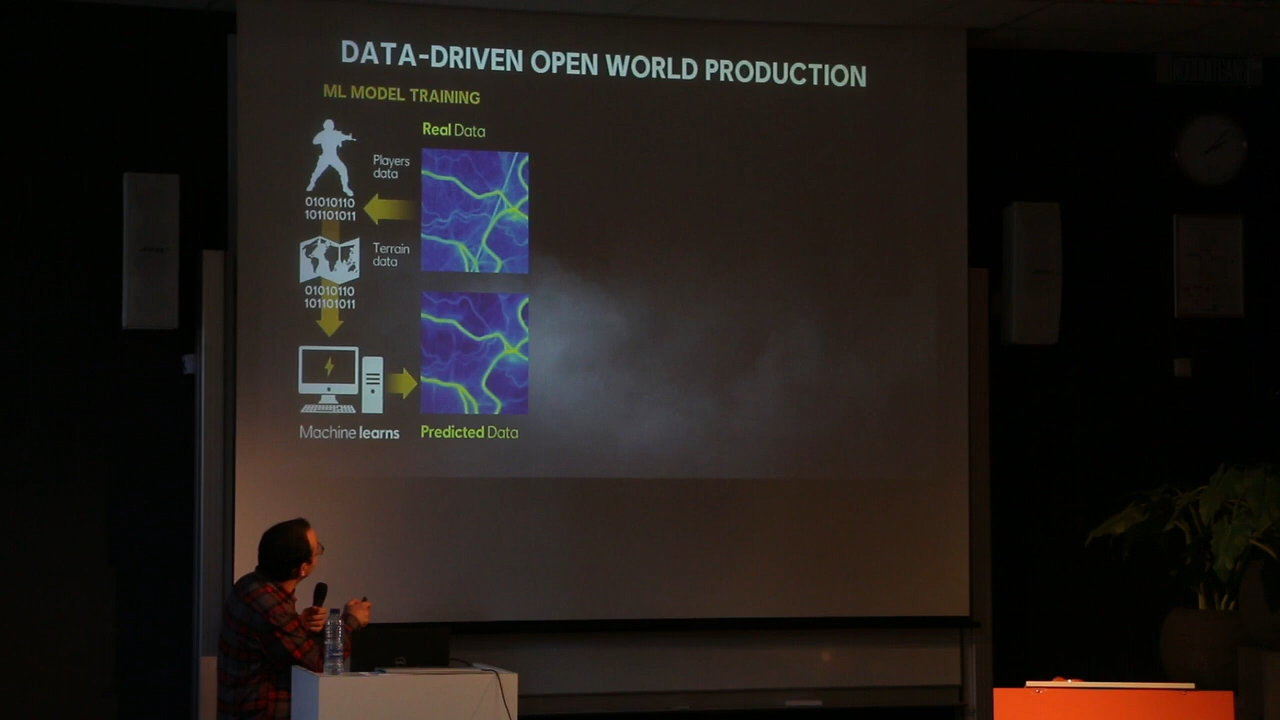 DATA-DRIVEN OPEN WORLD PRODUCTION
ML MODEL TRAINING
Real Data
Players
data
01010110
101101011
Terrain
data
01010110
101101011
Machine learns
Predicted Data